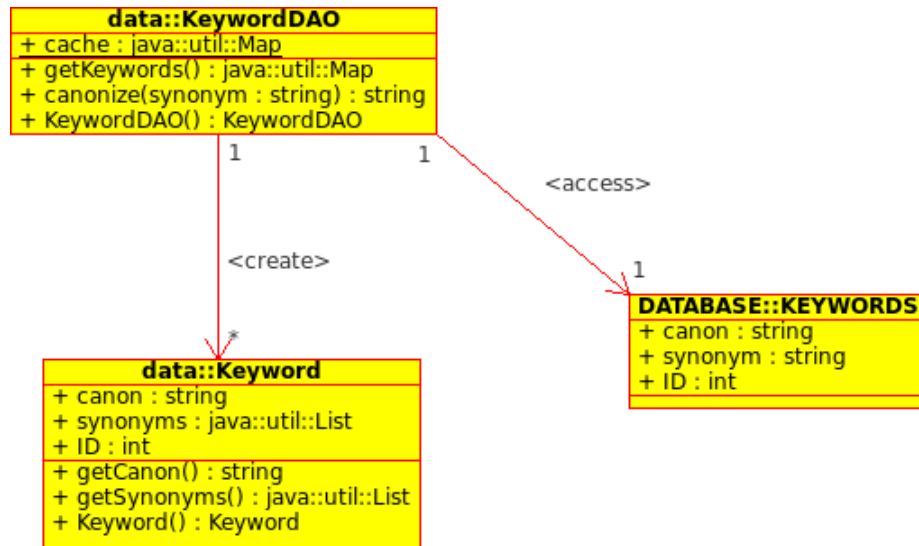 data::KeywordDAO
+ cache : java::util::Map
+ getKeywords() : java::util::Map
+ canonize(synonym : string) : string
+ KeywordDAO() : KeywordDAO
1
1
<access>
<create>
1
*
DATABASE::KEYWORDS
+ canon : string
+ synonym : string
+ ID : int
data::Keyword
+ canon : string
+ synonyms : java::util::List
+ ID : int
+ getCanon() : string
+ getSynonyms() : java::util::List
+ Keyword() : Keyword